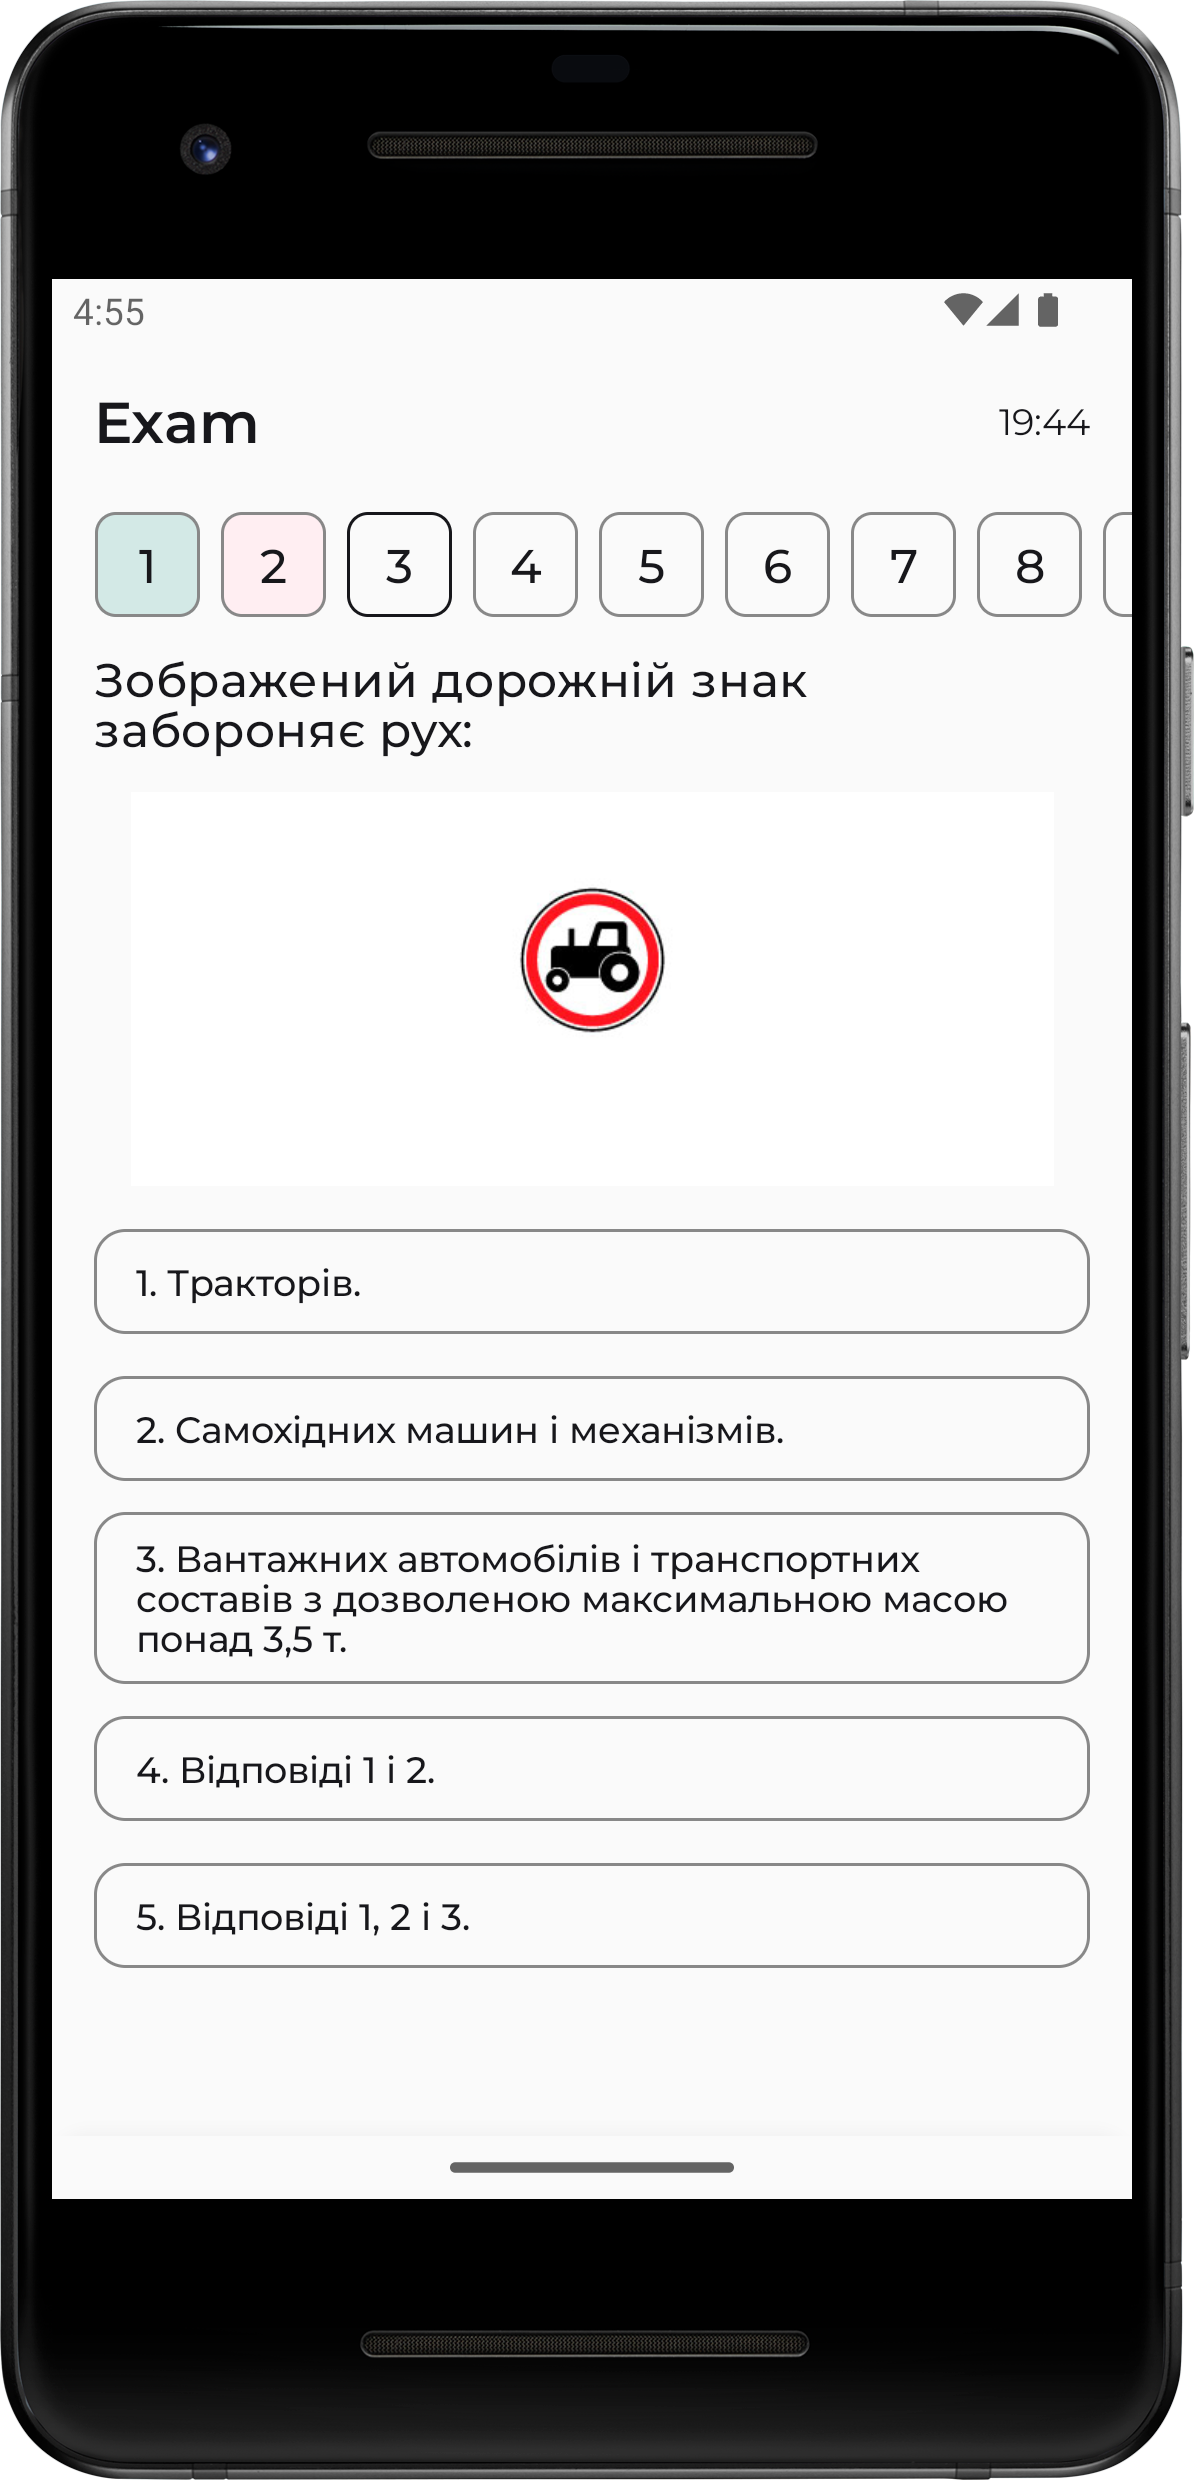 4:55
Exam
19:44
1 2 3 4 5 6 7 8
Зображений дорожній знак
забороняє рух:
1. Тракторів.
2. Самохідних машин і механізмів.
3. Вантажних автомобілів і транспортних
составів з дозволеною максимальною масою
понад 3,5 т.
4. Відповіді 1 і 2.
5. Відповіді 1, 2 і 3.